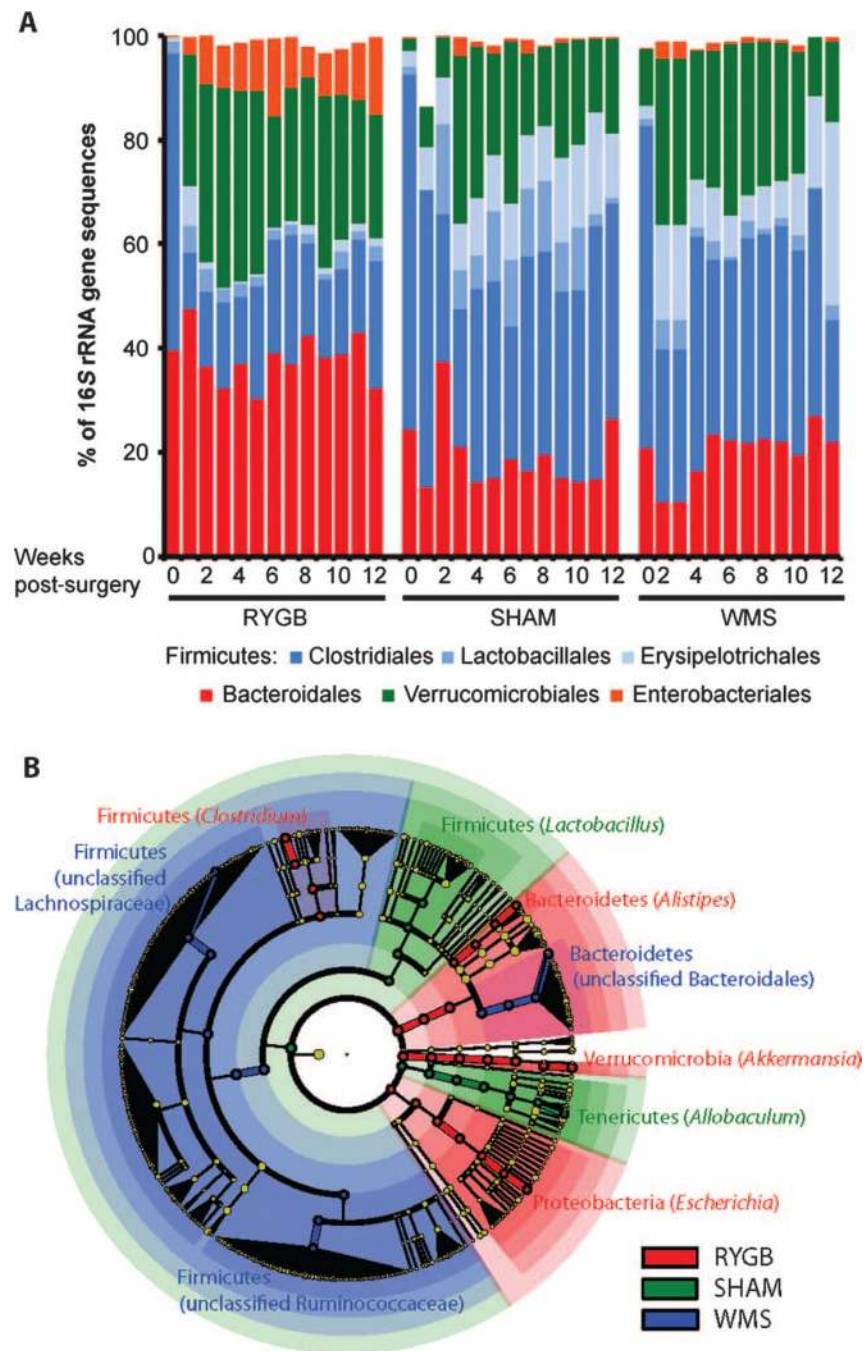 A
% of 16S rRNA gene sequences
100
80
60
40
20
0
Weeks
post-surgery
0 2 4 6 8 10 12
0 2 4 6 8 10 12
02 4 6 8 10 12
RYGB
SHAM
WMS
Firmicutes: Clostridiales Lactobacillales Erysipelotrichales
Bacteroidales Verrucomicrobiales Enterobacteriales
B
Firmicutes (Clostridium)
Firmicutes
(unclassified
Lachnospiraceae)
Firmicutes (Lactobacillus)
Bacteroidetes (Alistipes)
Bacteroidetes
(unclassified Bacteroidales)
Verrucomicrobia (Akkermansia)
Tenericutes (Allobaculum)
Proteobacteria (Escherichia)
Firmicutes
(unclassified Ruminococcaceae)
RYGB
SHAM
WMS